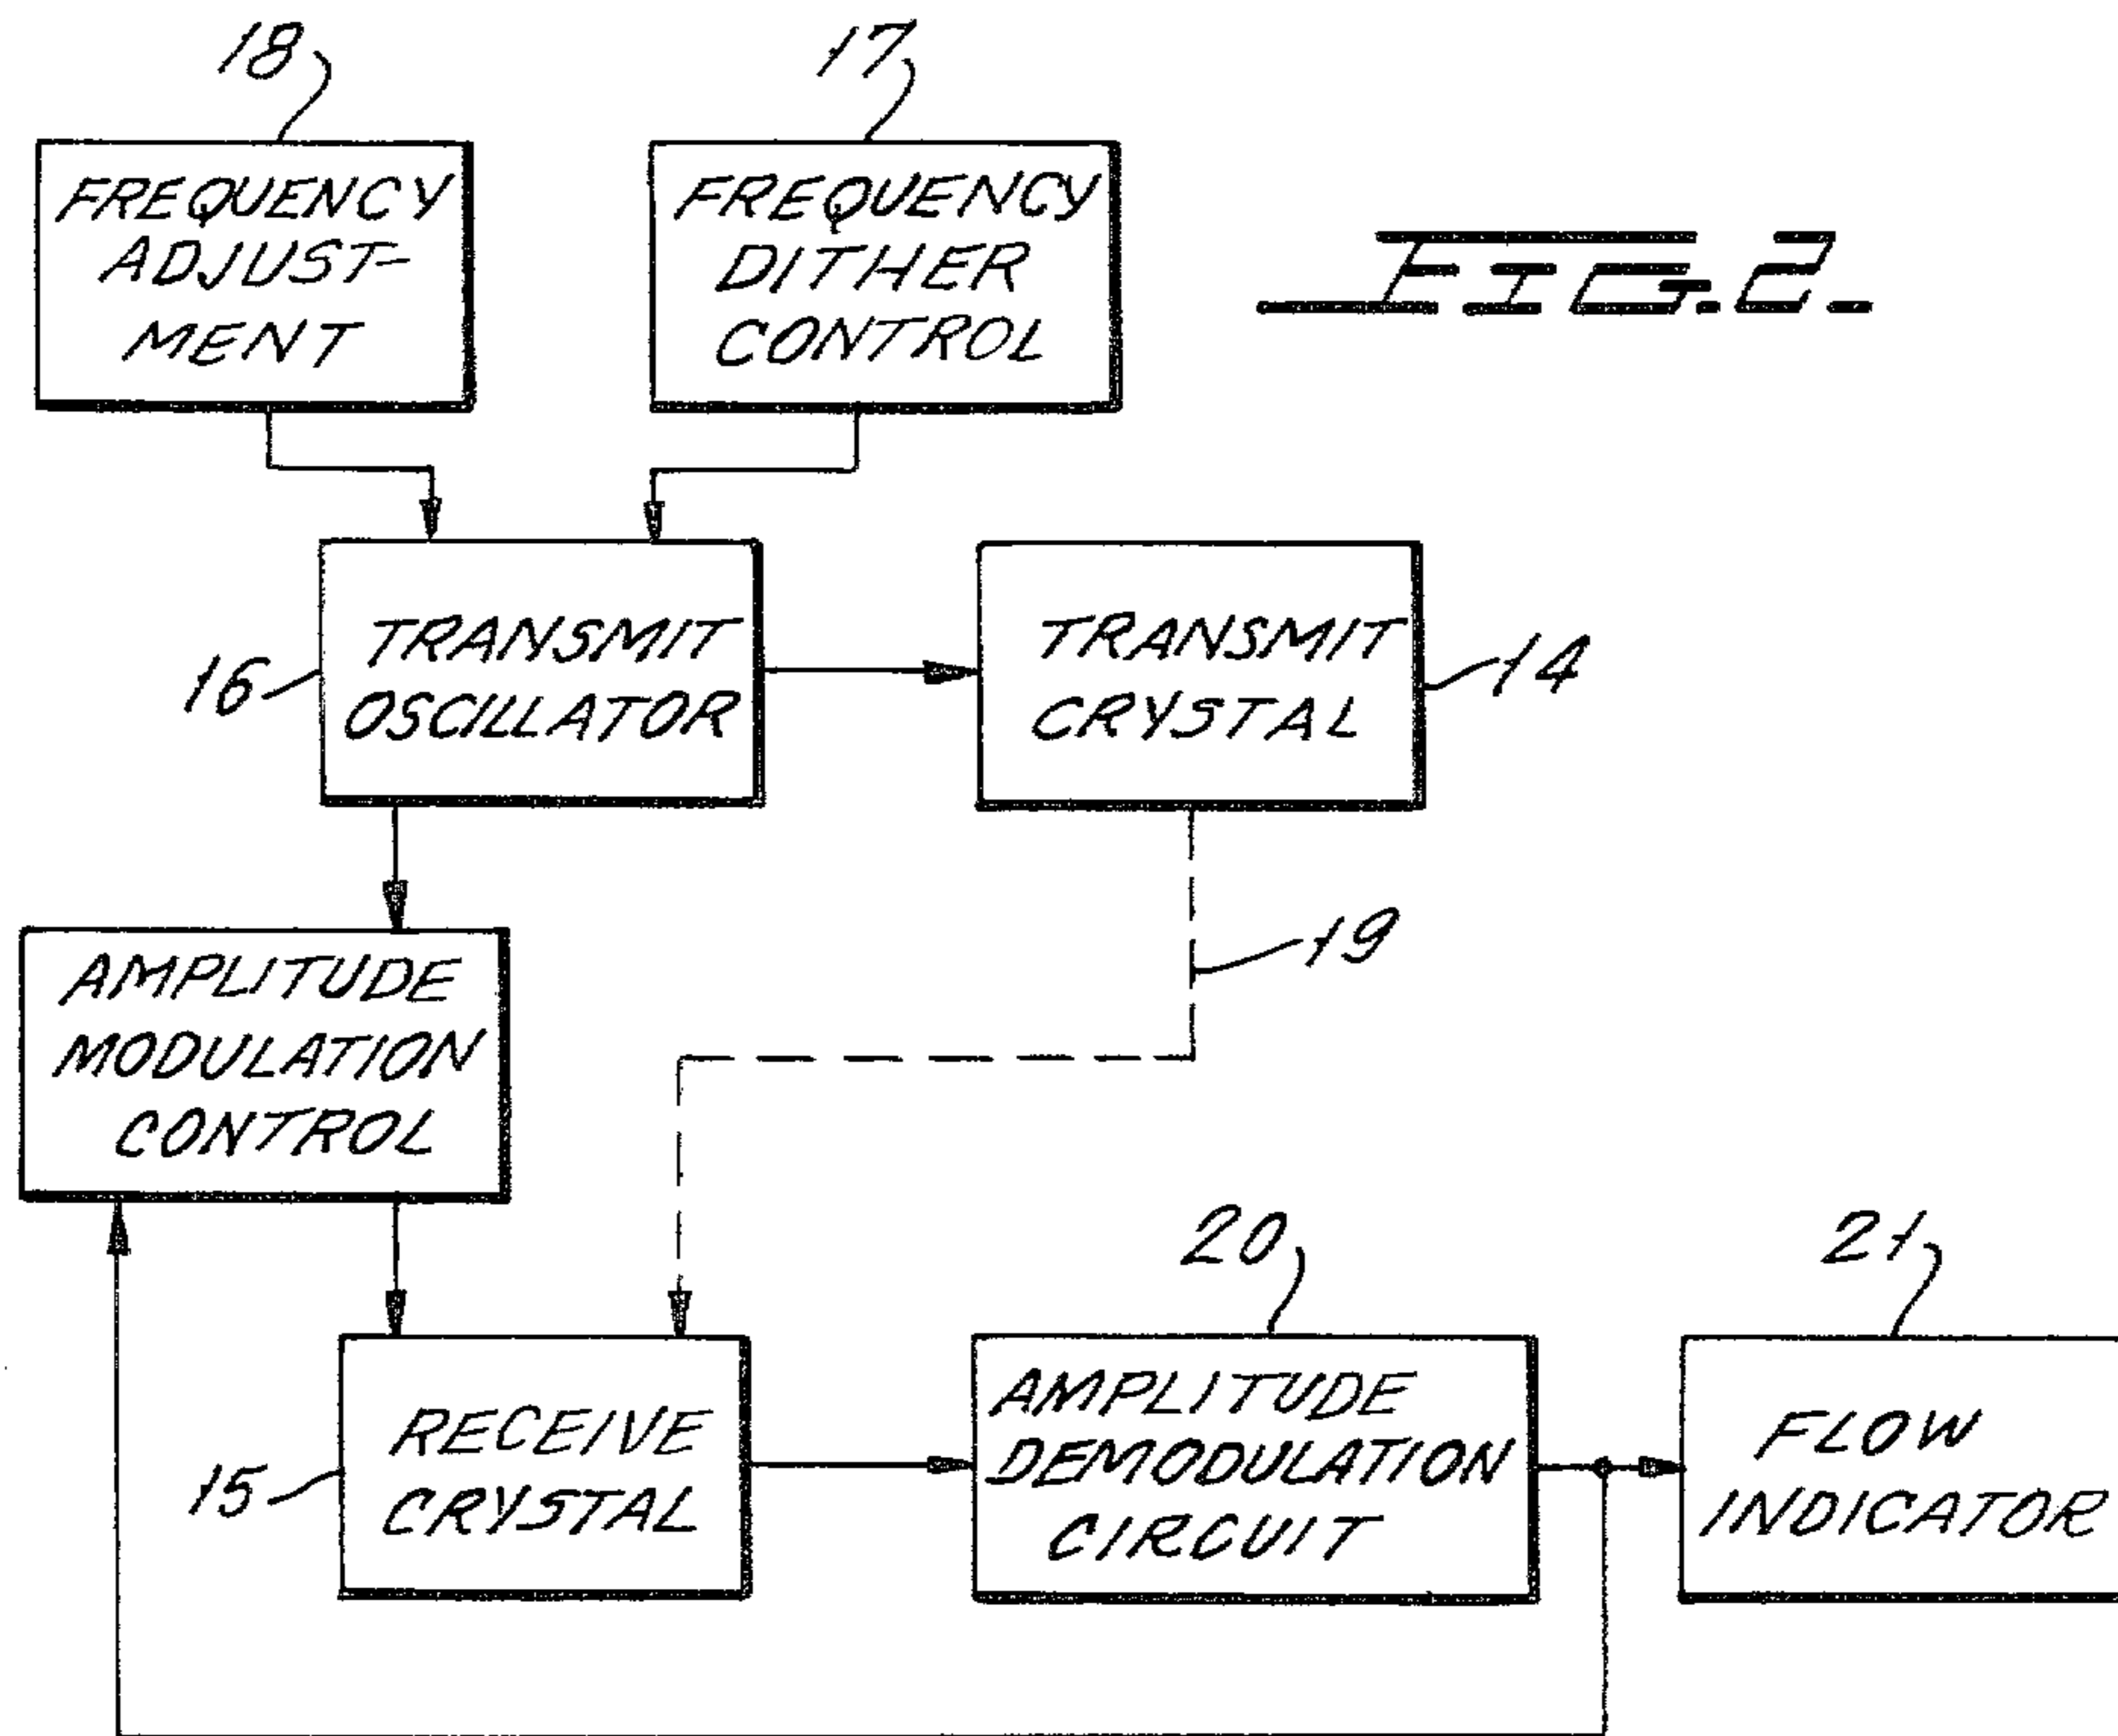 18
17
FREQUENCY
ADJUST-
MENT
FREQUENCY
DITHER
CONTROL
FIG. 2.
TRANSMIT
OSCILLATOR
16
TRANSMIT
CRYSTAL
14
AMPLITUDE
MODULATION
CONTROL
19
20
21
RECEIVE
CRYSTAL
15
AMPLITUDE
DEMODULATION
CIRCUIT
FLOW
INDICATOR